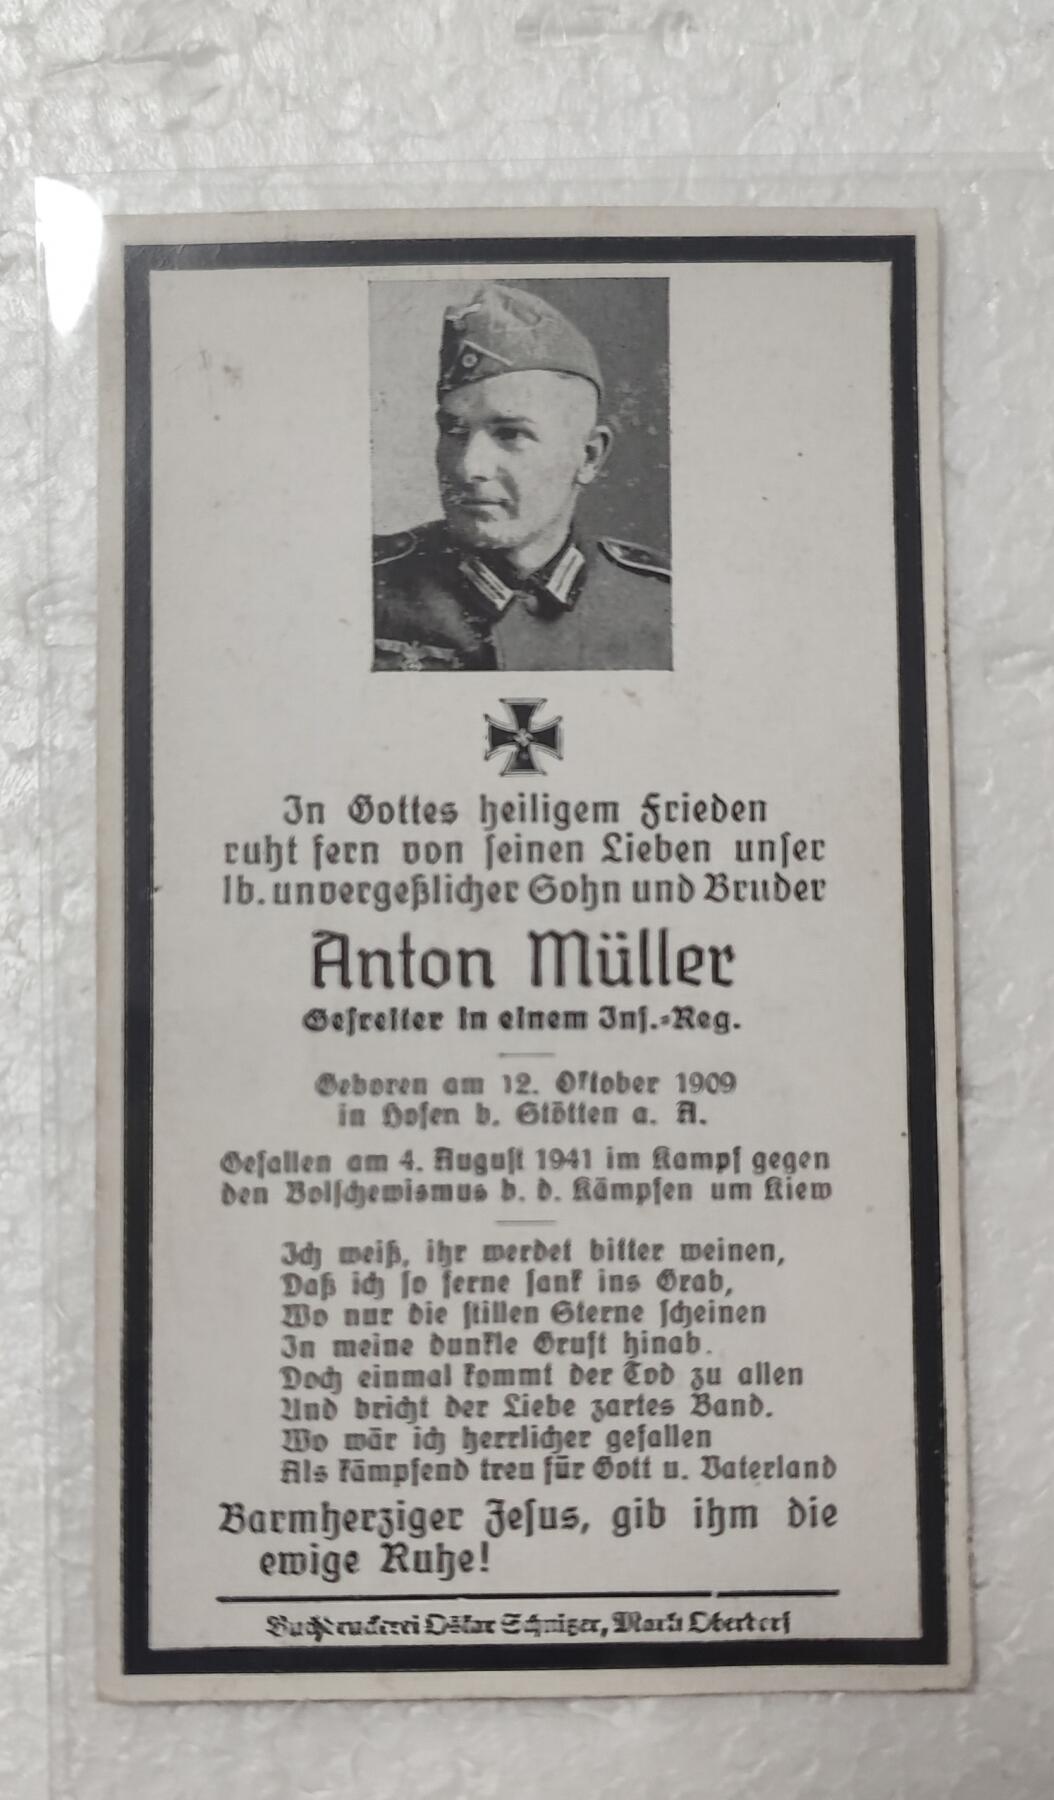 In Gottes heiligem Frieden
ruht fern von seinen Lieben unser
lb. unvergeßlicher Sohn und Bruder
Anton Müller
Gefreiter in einem Inf.-Reg.
Geboren am 12. Oktober 1909
in Hofen b. Stötten a. A.
Gefallen am 4. August 1941 im Kampf gegen
den Bolschewismus b. d. Kämpfen um Kiew
Ich weiß, ihr werdet bitter weinen,
Daß ich so ferne sank ins Grab,
Wo nur die stillen Sterne scheinen
In meine dunkle Gruft hinab.
Doch einmal kommt der Tod zu allen
Und bricht der Liebe zartes Band.
Wo wär ich herrlicher gefallen
Als kämpfend treu für Gott u. Vaterland
Barmherziger Jesus, gib ihm die
ewige Ruhe!
Buchdruckerei Oskar Schnitzer, Markt Oberdorf